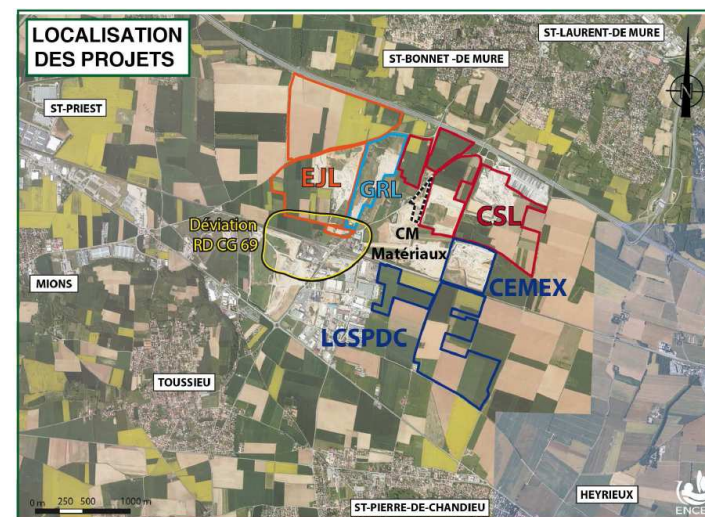 LOCALISATION
DES PROJETS
ST-LAURENT-DE MURE
ST-BONNET -DE MURE
ST-PRIEST
N
EJL
GRL
CSL
Déviation
RD CG 69
CM
Matériaux
MIONS
CEMEX
LCSPDC
TOUSSIEU
0 m 250 500 1000 m
ST-PIERRE-DE-CHANDIEU
HEYRIEUX
ENCEM